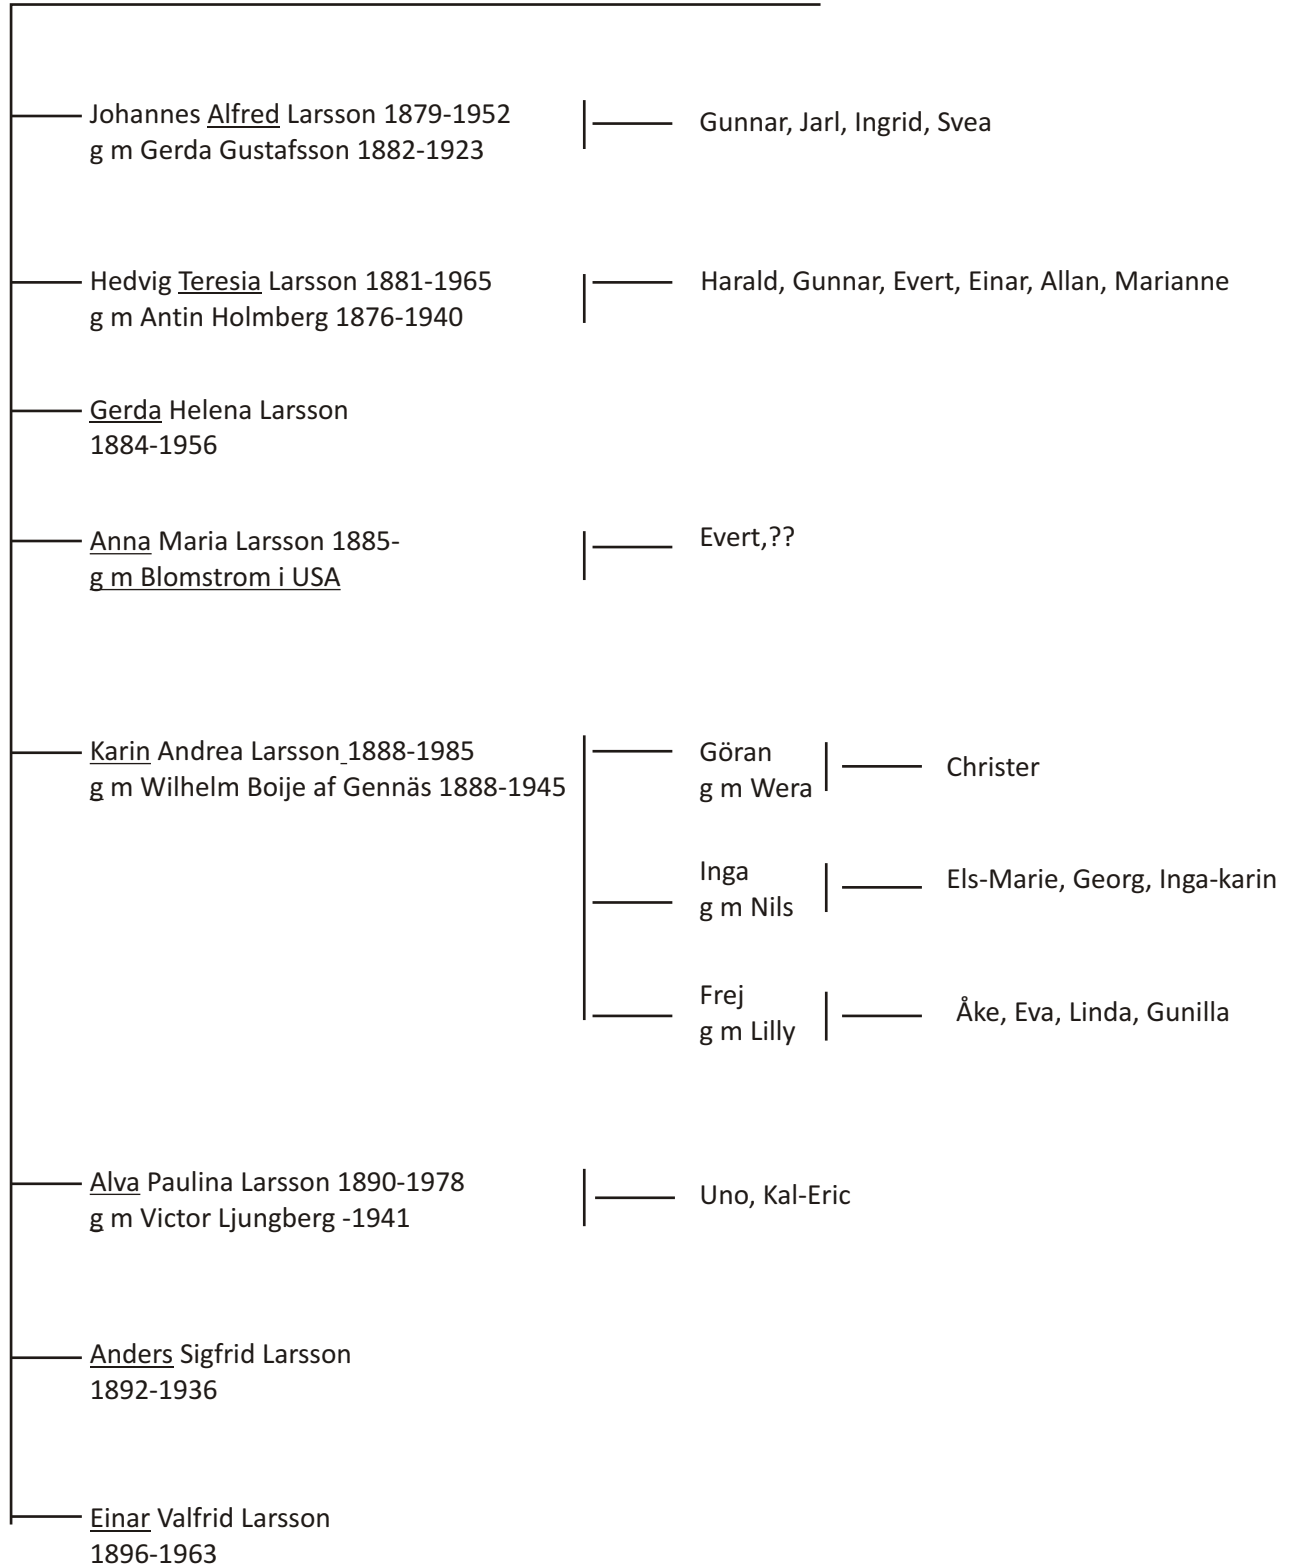 Johannes Alfred Larsson 1879-1952
g m Gerda Gustafsson 1882-1923
Gunnar, Jarl, Ingrid, Svea
Hedvig Teresia Larsson 1881-1965
g m Antin Holmberg 1876-1940
Harald, Gunnar, Evert, Einar, Allan, Marianne
Gerda Helena Larsson
1884-1956
Anna Maria Larsson 1885-
g m Blomstrom i USA
Evert,??
Karin Andrea Larsson 1888-1985
g m Wilhelm Boije af Gennäs 1888-1945
Göran
g m Wera
Christer
Inga
g m Nils
Els-Marie, Georg, Inga-karin
Frej
g m Lilly
Åke, Eva, Linda, Gunilla
Alva Paulina Larsson 1890-1978
g m Victor Ljungberg -1941
Uno, Kal-Eric
Anders Sigfrid Larsson
1892-1936
Einar Valfrid Larsson
1896-1963